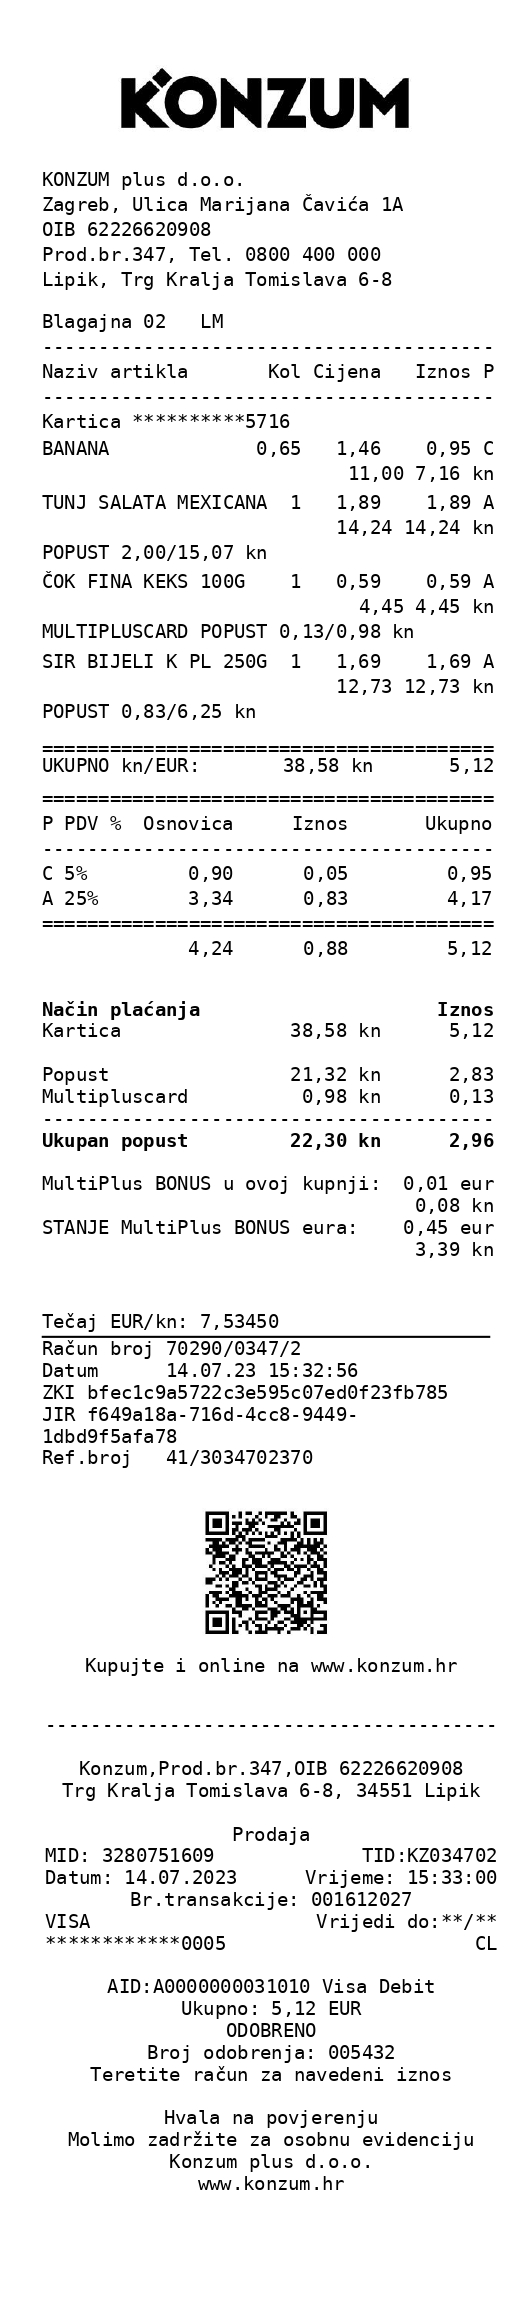 KONZUM
KONZUM plus d.o.o.
Zagreb, Ulica Marijana Čavića 1A
OIB 62226620908
Prod.br.347, Tel. 0800 400 000
Lipik, Trg Kralja Tomislava 6-8
Blagajna 02   LM
----------------------------------------
Naziv artikla       Kol Cijena   Iznos P
----------------------------------------
Kartica **********5716
BANANA             0,65   1,46    0,95 C
11,00 7,16 kn
TUNJ SALATA MEXICANA  1   1,89    1,89 A
14,24 14,24 kn
POPUST 2,00/15,07 kn
ČOK FINA KEKS 100G    1   0,59    0,59 A
4,45 4,45 kn
MULTIPLUSCARD POPUST 0,13/0,98 kn
SIR BIJELI K PL 250G  1   1,69    1,69 A
12,73 12,73 kn
POPUST 0,83/6,25 kn
========================================
UKUPNO kn/EUR:       38,58 kn       5,12
========================================
P PDV %  Osnovica     Iznos       Ukupno
----------------------------------------
C 5%         0,90      0,05         0,95
A 25%        3,34      0,83         4,17
========================================
4,24      0,88         5,12
Način plaćanja                     Iznos
Kartica               38,58 kn      5,12
Popust                21,32 kn      2,83
Multipluscard          0,98 kn      0,13
----------------------------------------
Ukupan popust         22,30 kn      2,96
MultiPlus BONUS u ovoj kupnji:  0,01 eur
0,08 kn
STANJE MultiPlus BONUS eura:    0,45 eur
3,39 kn
Tečaj EUR/kn: 7,53450
Račun broj 70290/0347/2
Datum      14.07.23 15:32:56
ZKI bfec1c9a5722c3e595c07ed0f23fb785
JIR f649a18a-716d-4cc8-9449-
1dbd9f5afa78
Ref.broj   41/3034702370
Kupujte i online na www.konzum.hr
----------------------------------------
Konzum,Prod.br.347,OIB 62226620908
Trg Kralja Tomislava 6-8, 34551 Lipik
Prodaja
MID: 3280751609             TID:KZ034702
Datum: 14.07.2023      Vrijeme: 15:33:00
Br.transakcije: 001612027
VISA                    Vrijedi do:**/**
************0005                      CL
AID:A0000000031010 Visa Debit
Ukupno: 5,12 EUR
ODOBRENO
Broj odobrenja: 005432
Teretite račun za navedeni iznos
Hvala na povjerenju
Molimo zadržite za osobnu evidenciju
Konzum plus d.o.o.
www.konzum.hr